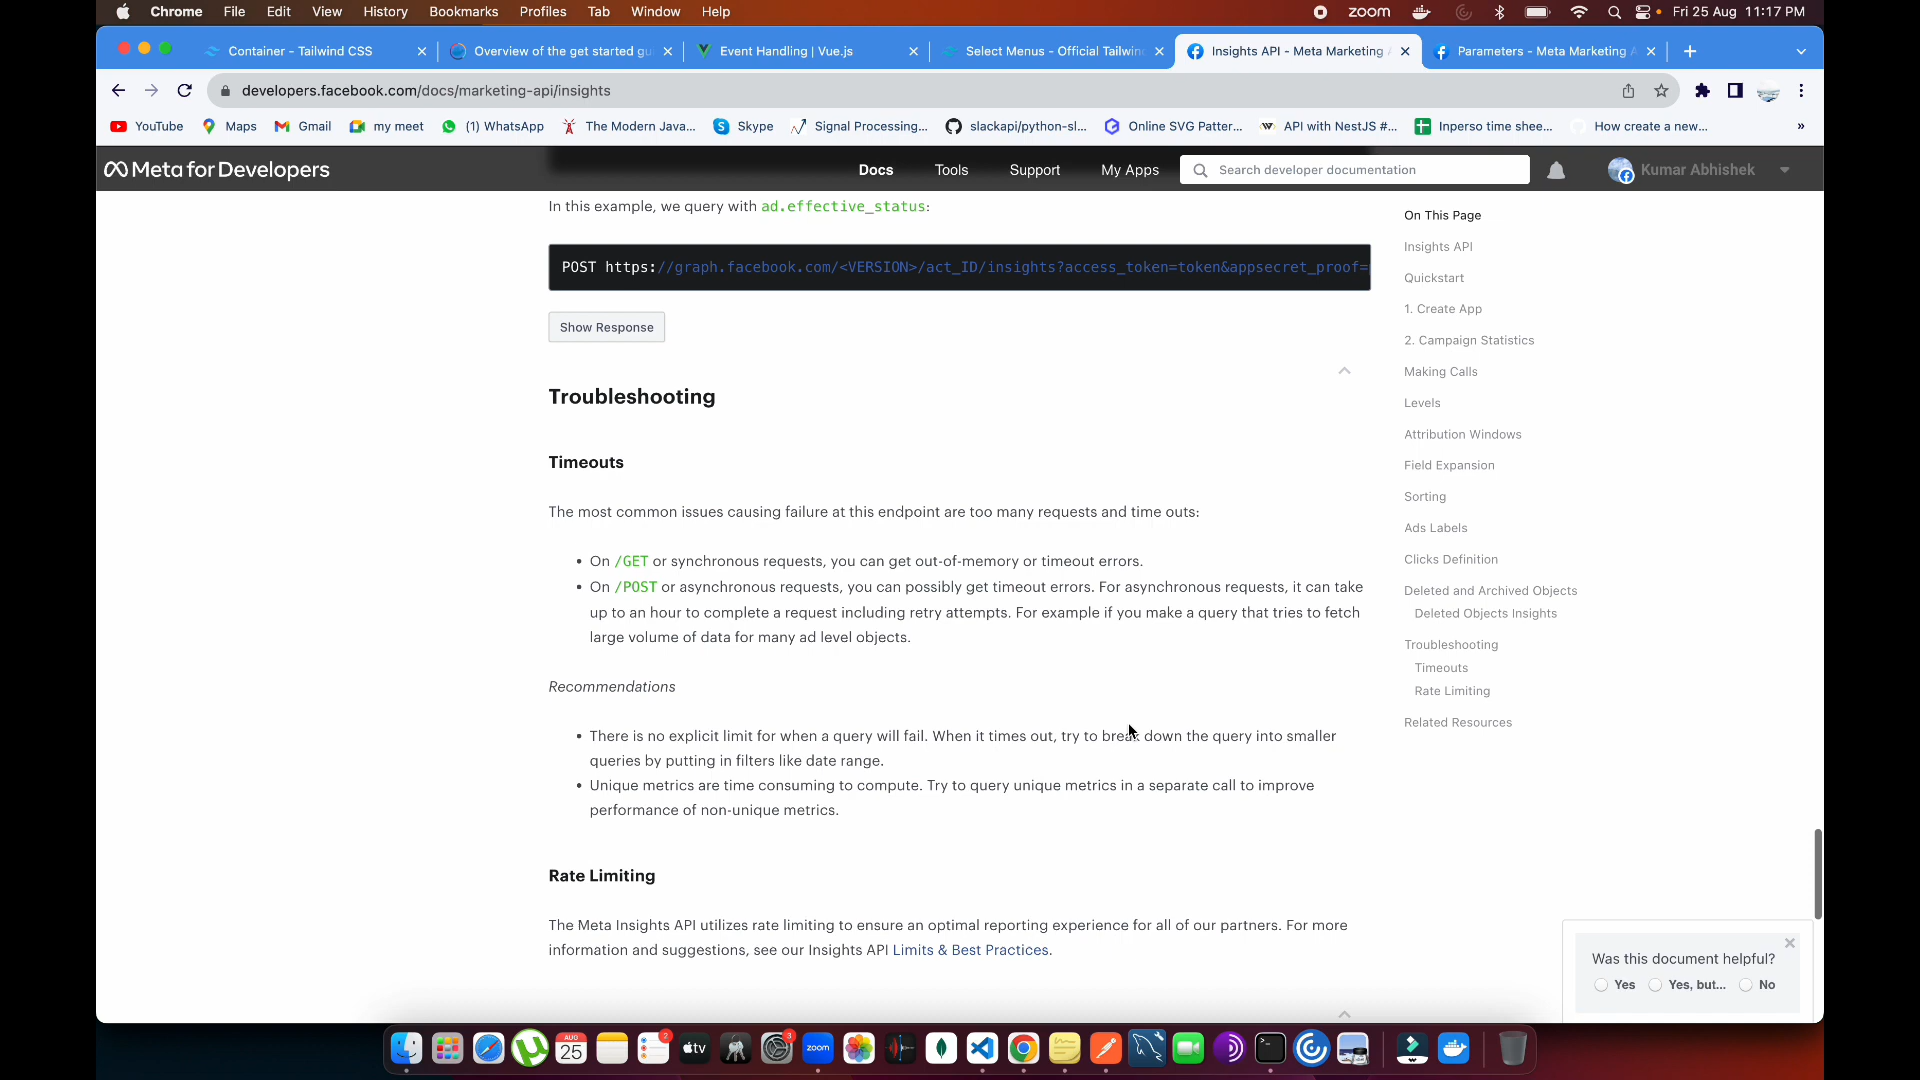 Chrome File Edit View History Bookmarks Profiles Tab Window Help zoom Fri 25 Aug 11:17 PM
Container - Tailwind CSS Overview of the get started gu Event Handling | Vue.js Select Menus - Official Tailwin Insights API - Meta Marketing Parameters - Meta Marketing A
developers.facebook.com/docs/marketing-api/insights
YouTube Maps Gmail my meet (1) WhatsApp The Modern Java... Skype Signal Processing... slackapi/python-sl... Online SVG Patter... API with NestJS #... Inperso time shee... How create a new... »
Meta for Developers Docs Tools Support My Apps Search developer documentation Kumar Abhishek
In this example, we query with ad.effective_status:
POST https://graph.facebook.com/<VERSION>/act_ID/insights?access_token=token&appsecret_proof=
Show Response
Troubleshooting
Timeouts
The most common issues causing failure at this endpoint are too many requests and time outs:
• On /GET or synchronous requests, you can get out-of-memory or timeout errors.
• On /POST or asynchronous requests, you can possibly get timeout errors. For asynchronous requests, it can take
up to an hour to complete a request including retry attempts. For example if you make a query that tries to fetch
large volume of data for many ad level objects.
Recommendations
• There is no explicit limit for when a query will fail. When it times out, try to break down the query into smaller
queries by putting in filters like date range.
• Unique metrics are time consuming to compute. Try to query unique metrics in a separate call to improve
performance of non-unique metrics.
Rate Limiting
The Meta Insights API utilizes rate limiting to ensure an optimal reporting experience for all of our partners. For more
information and suggestions, see our Insights API Limits & Best Practices.
On This Page
Insights API
Quickstart
1. Create App
2. Campaign Statistics
Making Calls
Levels
Attribution Windows
Field Expansion
Sorting
Ads Labels
Clicks Definition
Deleted and Archived Objects
Deleted Objects Insights
Troubleshooting
Timeouts
Rate Limiting
Related Resources
Was this document helpful?
Yes Yes, but... No
AUG
25 2 tv 3 zoom